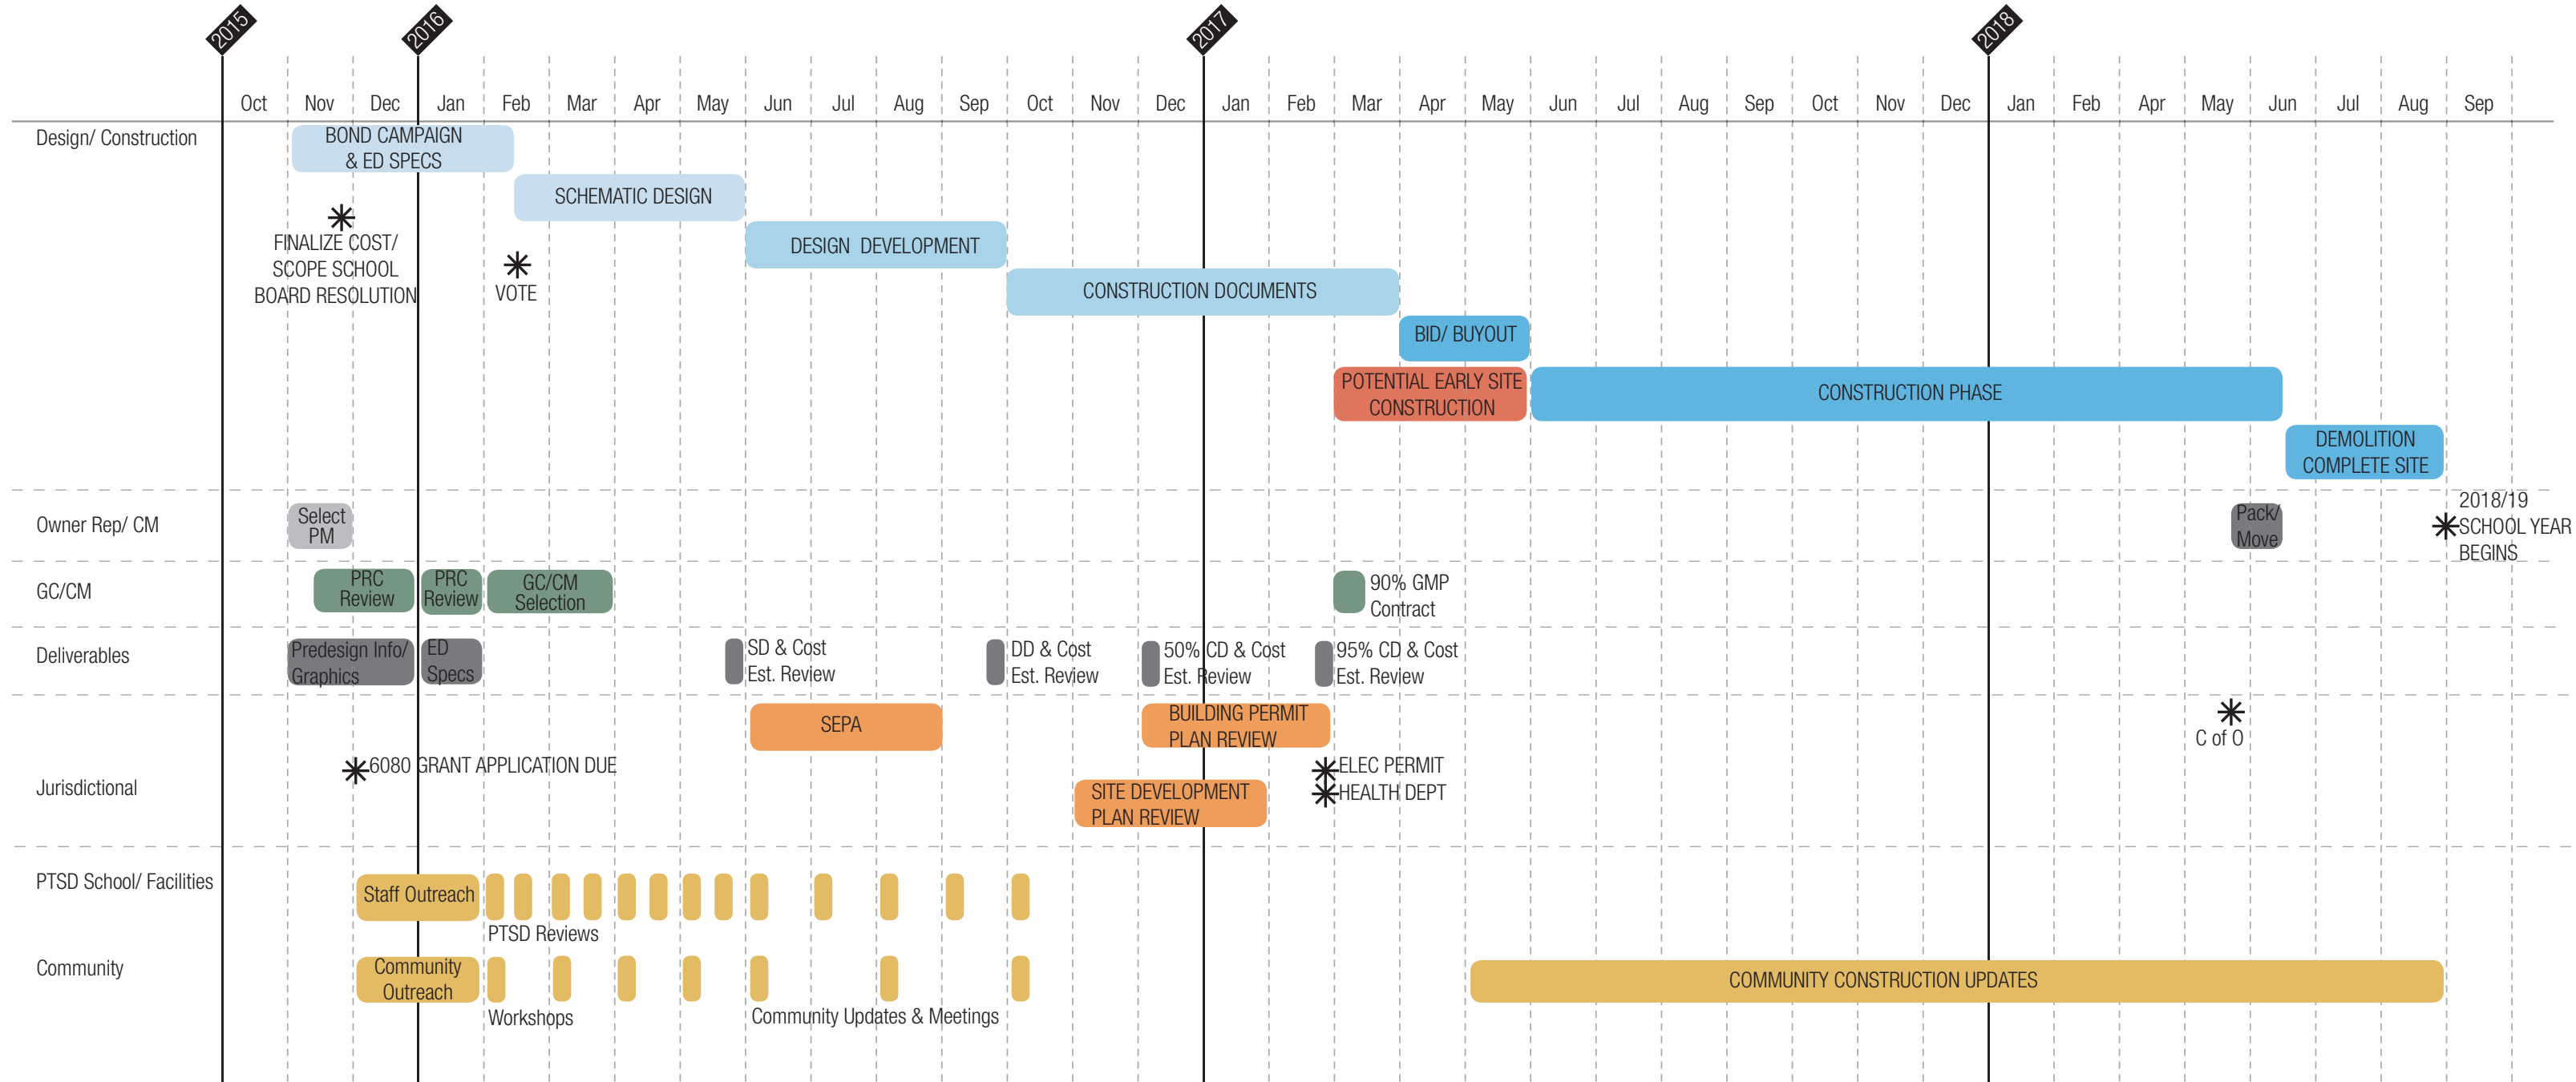 2015
2016
2017
2018
Oct Nov Dec Jan Feb Mar Apr May Jun Jul Aug Sep Oct Nov Dec Jan Feb Mar Apr May Jun Jul Aug Sep Oct Nov Dec Jan Feb Apr May Jun Jul Aug Sep
Design/ Construction
BOND CAMPAIGN
& ED SPECS
SCHEMATIC DESIGN
FINALIZE COST/
SCOPE SCHOOL
BOARD RESOLUTION
VOTE
DESIGN DEVELOPMENT
CONSTRUCTION DOCUMENTS
BID/ BUYOUT
POTENTIAL EARLY SITE
CONSTRUCTION
CONSTRUCTION PHASE
DEMOLITION
COMPLETE SITE
Owner Rep/ CM
Select
PM
Pack/
Move
2018/19
SCHOOL YEAR
BEGINS
GC/CM
PRC
Review
PRC
Review
GC/CM
Selection
90% GMP
Contract
Deliverables
Predesign Info/
Graphics
ED
Specs
SD & Cost
Est. Review
DD & Cost
Est. Review
50% CD & Cost
Est. Review
95% CD & Cost
Est. Review
Jurisdictional
SEPA
BUILDING PERMIT
PLAN REVIEW
C of O
6080 GRANT APPLICATION DUE
ELEC PERMIT
HEALTH DEPT
SITE DEVELOPMENT
PLAN REVIEW
PTSD School/ Facilities
Staff Outreach
PTSD Reviews
Community
Community
Outreach
Workshops
Community Updates & Meetings
COMMUNITY CONSTRUCTION UPDATES